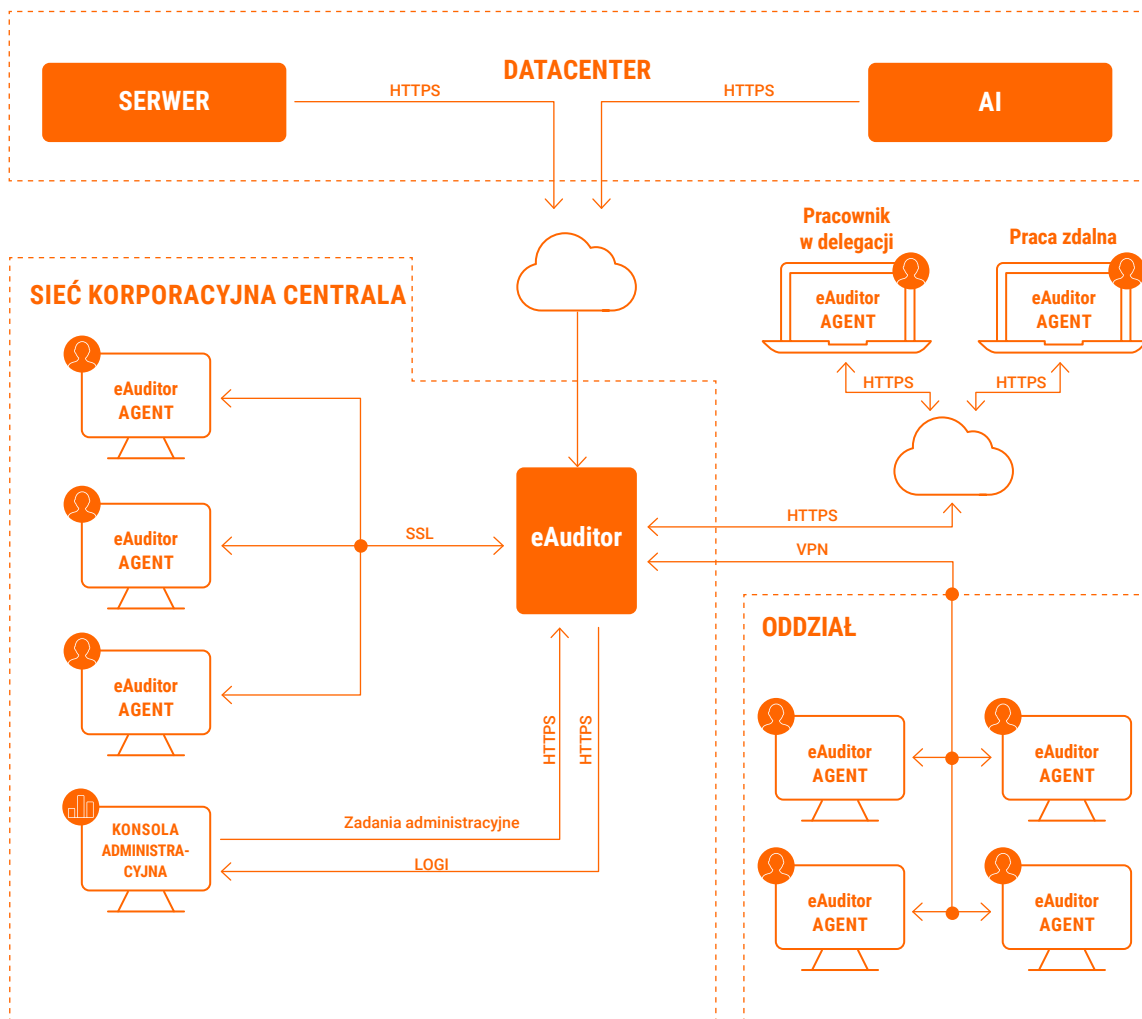 DATACENTER
SERWER
HTTPS
HTTPS
AI
Pracownik
w delegacji
Praca zdalna
eAuditor
AGENT
eAuditor
AGENT
HTTPS
HTTPS
SIEĆ KORPORACYJNA CENTRALA
eAuditor
AGENT
eAuditor
AGENT
eAuditor
AGENT
SSL
eAuditor
HTTPS
VPN
HTTPS
HTTPS
KONSOLA
ADMINISTRA-
CYJNA
Zadania administracyjne
LOGI
ODDZIAŁ
eAuditor
AGENT
eAuditor
AGENT
eAuditor
AGENT
eAuditor
AGENT